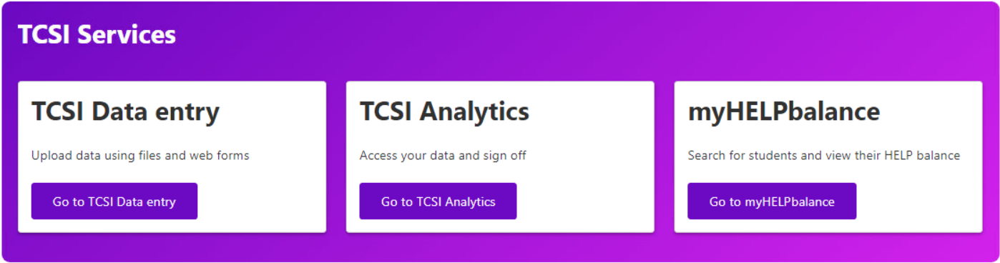 TCSI Services
TCSI Data entry
Upload data using files and web forms
Go to TCSI Data entry
TCSI Analytics
Access your data and sign off
Go to TCSI Analytics
myHELPbalance
Search for students and view their HELP balance
Go to myHELPbalance